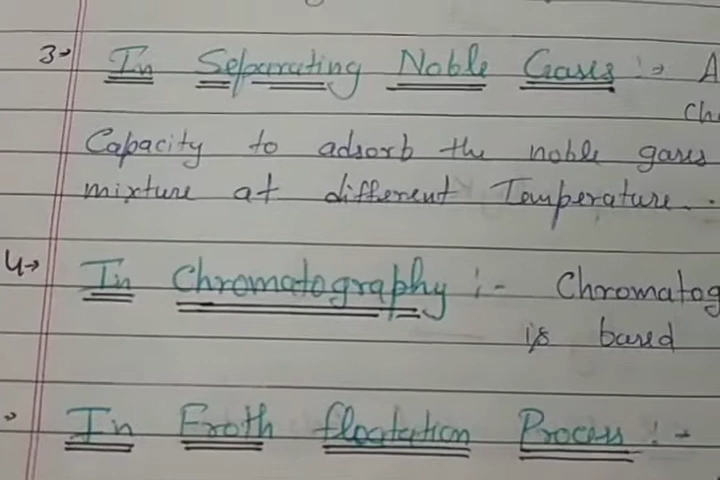 3→ In Separating Noble Gases :→ A
Capacity to adsorb the noble gases
mixture at different Temperature.
4→ In Chromatography :- Chromatog
is based
In Froth floatation Process :-